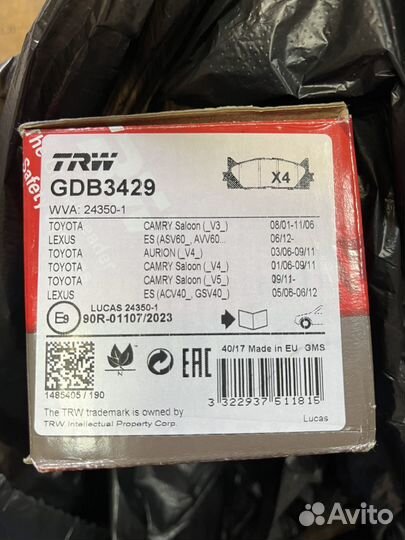 the
safety
TRW
GDB3429
X4
WVA: 24350-1
TOYOTA CAMRY Saloon (_V3_) 08/01-11/06
LEXUS ES (ASV60_, AVV60... 06/12-
TOYOTA AURION (_V4_) 03/06-09/11
TOYOTA CAMRY Saloon (_V4_) 01/06-09/11
TOYOTA CAMRY Saloon (_V5_) 09/11-
LEXUS ES (ACV40_, GSV40_) 05/06-06/12
LUCAS 24350-1
E9 90R-01107/2023
N
EAC
40/17 Made in EU GMS
1485405 / 190
3 322937 511815
The TRW trademark is owned by
TRW Intellectual Property Corp.
Lucas
Avito